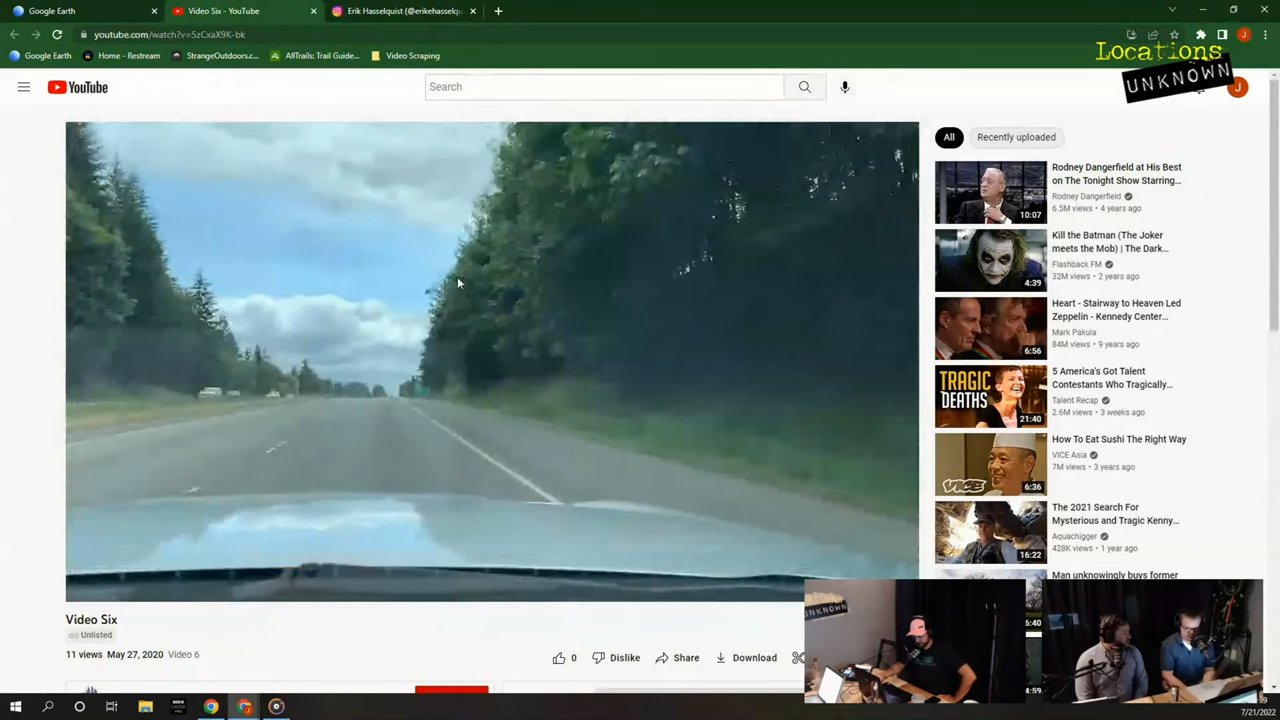 Google Earth
Video Six - YouTube
Erik Hasselquist (@erikehasselqu
youtube.com/watch?v=SzCxaX9K-bk
Google Earth
Home - Restream
StrangeOutdoors.c...
AllTrails: Trail Guide...
Video Scraping
Locations
UNKNOWN
YouTube
Search
J
All
Recently uploaded
Rodney Dangerfield at His Best
on The Tonight Show Starring...
Rodney Dangerfield
6.5M views • 4 years ago
10:07
Kill the Batman (The Joker
meets the Mob) | The Dark...
Flashback FM
32M views • 2 years ago
4:39
Heart - Stairway to Heaven Led
Zeppelin - Kennedy Center...
Mark Pakula
84M views • 9 years ago
6:56
TRAGIC
DEATHS
5 America's Got Talent
Contestants Who Tragically...
Talent Recap
2.6M views • 3 weeks ago
21:40
How To Eat Sushi The Right Way
VICE Asia
7M views • 3 years ago
VICE
6:36
The 2021 Search For
Mysterious and Tragic Kenny...
Aquachigger
428K views • 1 year ago
16:22
Man unknowingly buys former
6:40
4:59
Video Six
Unlisted
11 views May 27, 2020 Video 6
0
Dislike
Share
Download
UNKNOWN
7/21/2022